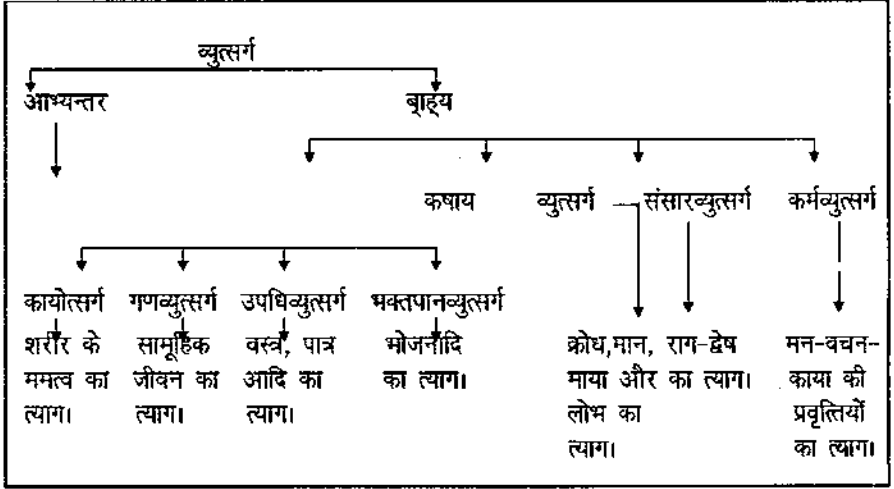 व्युत्सर्ग
आभ्यन्तर बाह्य
कषाय व्युत्सर्ग संसारव्युत्सर्ग कर्मव्युत्सर्ग
कायोत्सर्ग गणव्युत्सर्ग उपधिव्युत्सर्ग भक्तपानव्युत्सर्ग
शरीर के सामूहिक वस्त्र, पात्र भोजनादि क्रोध,मान, राग-द्वेष मन-वचन-
ममत्व का जीवन का आदि का का त्याग। माया और का त्याग। काया की
त्याग। त्याग। त्याग। लोभ का प्रवृत्तियों
त्याग। का त्याग।